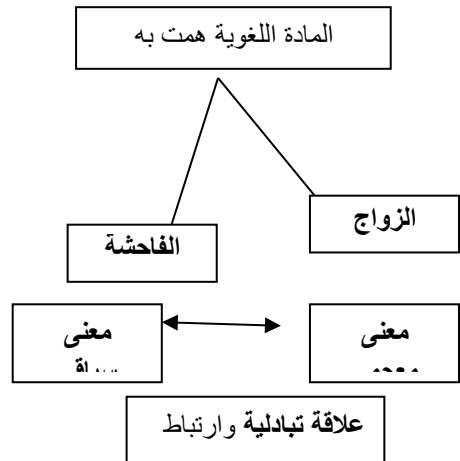 المادة اللغوية همت به
الزواج
الفاحشة
معنى
معنى
علاقة تبادلية وارتباط